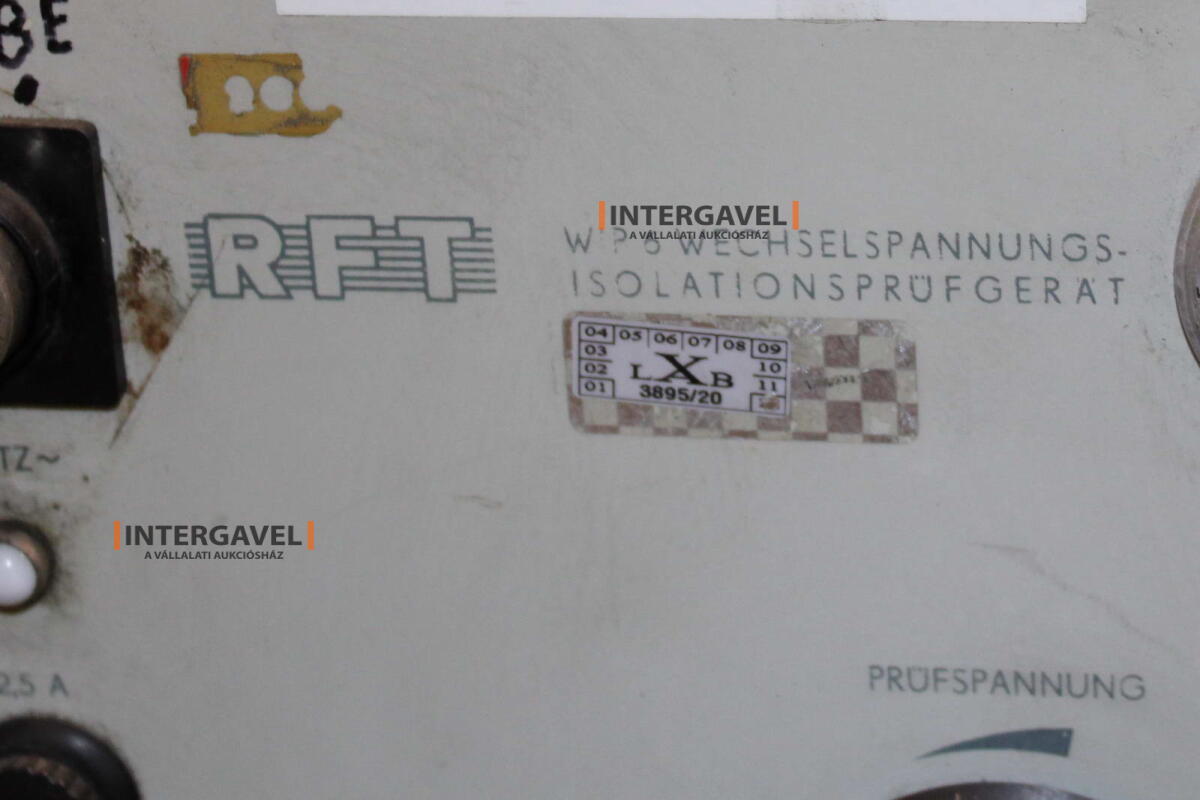 BE
RFT
INTERGAVEL
A VÁLLALATI AUKCIÓSHÁZ
WP6 WECHSELSPANNUNGS-
ISOLATIONSPRÜFGERÄT
04 05 06 07 08 09
03 10
02 LXB 11
01 3895/20
TZ~
INTERGAVEL
A VÁLLALATI AUKCIÓSHÁZ
2,5 A
PRÜFSPANNUNG